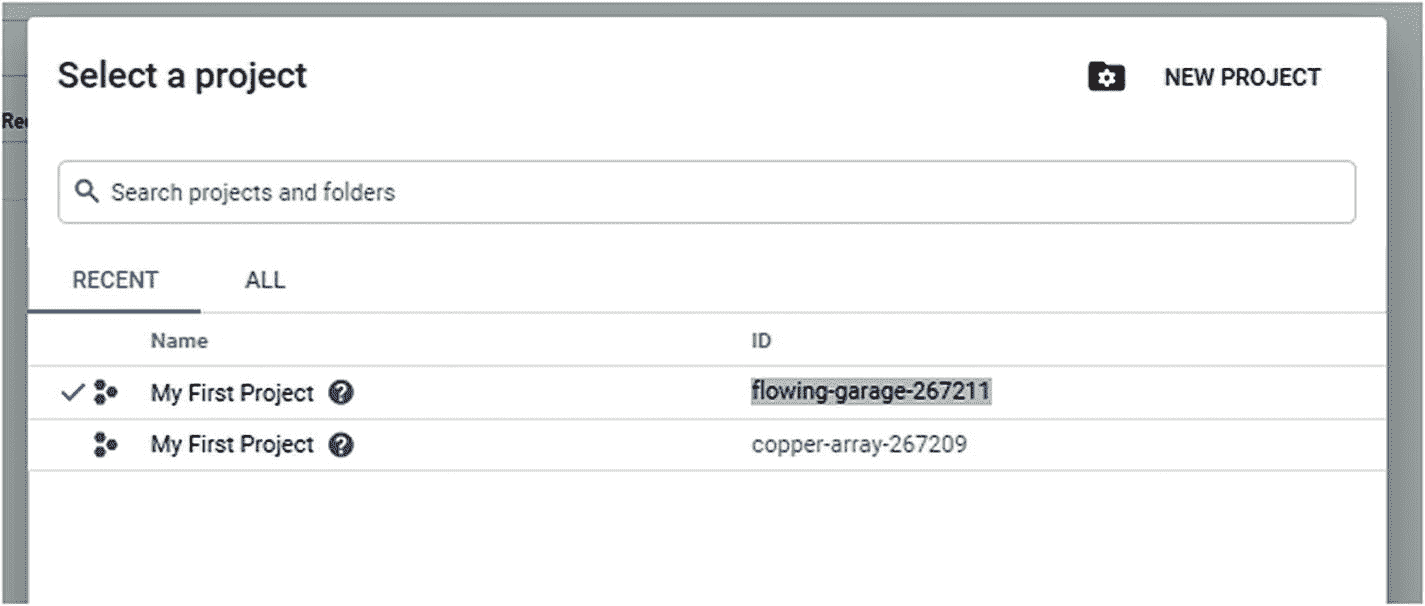 Select a project
NEW PROJECT
Search projects and folders
RECENT ALL
Name ID
My First Project flowing-garage-267211
My First Project copper-array-267209